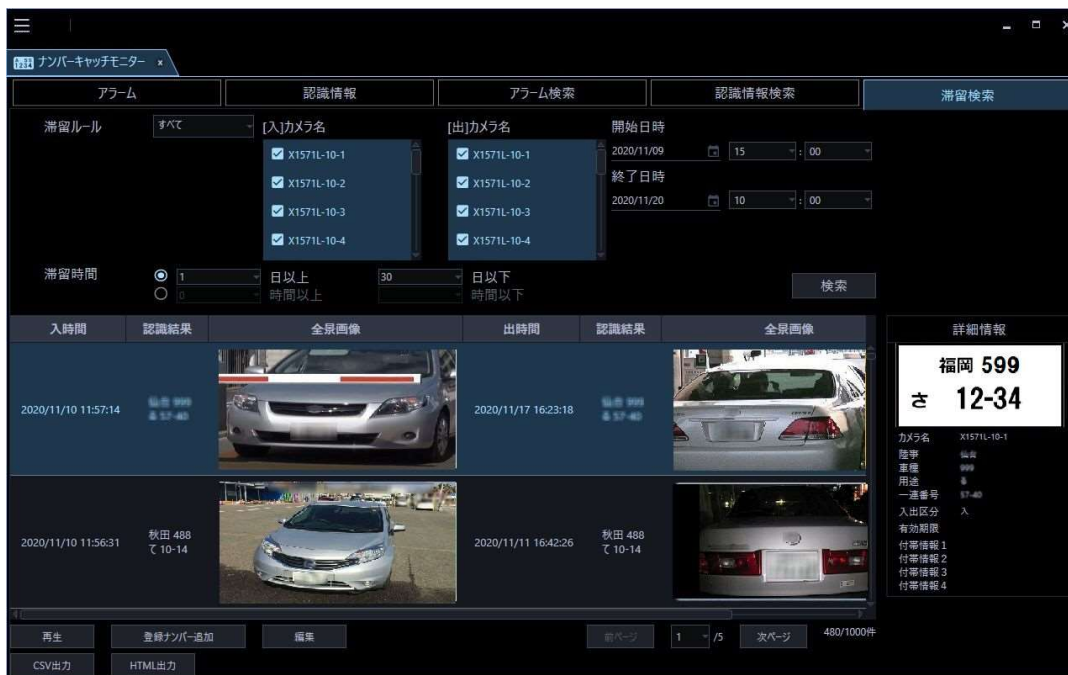 ナンバーキャッチモニター x
アラーム 認識情報 アラーム検索 認識情報検索 滞留検索
滞留ルール すべて [入]カメラ名 [出]カメラ名 開始日時
X1571L-10-1 X1571L-10-1 2020/11/09 15 : 00
X1571L-10-2 X1571L-10-2 終了日時
X1571L-10-3 X1571L-10-3 2020/11/20 10 : 00
X1571L-10-4 X1571L-10-4
滞留時間 1 日以上 30 日以下
0 時間以上 時間以下
検索
入時間 認識結果 全景画像 出時間 認識結果 全景画像
2020/11/10 11:57:14 2020/11/17 16:23:18
2020/11/10 11:56:31 秋田 488 て 10-14 2020/11/11 16:42:26 秋田 488 て 10-14
詳細情報
福岡 599
さ 12-34
カメラ名 X1571L-10-1
陸事
車種
用途
一連番号
入出区分 入
有効期限
付帯情報1
付帯情報2
付帯情報3
付帯情報4
再生 登録ナンバー追加 編集 前ページ 1 /5 次ページ 480/1000件
CSV出力 HTML出力